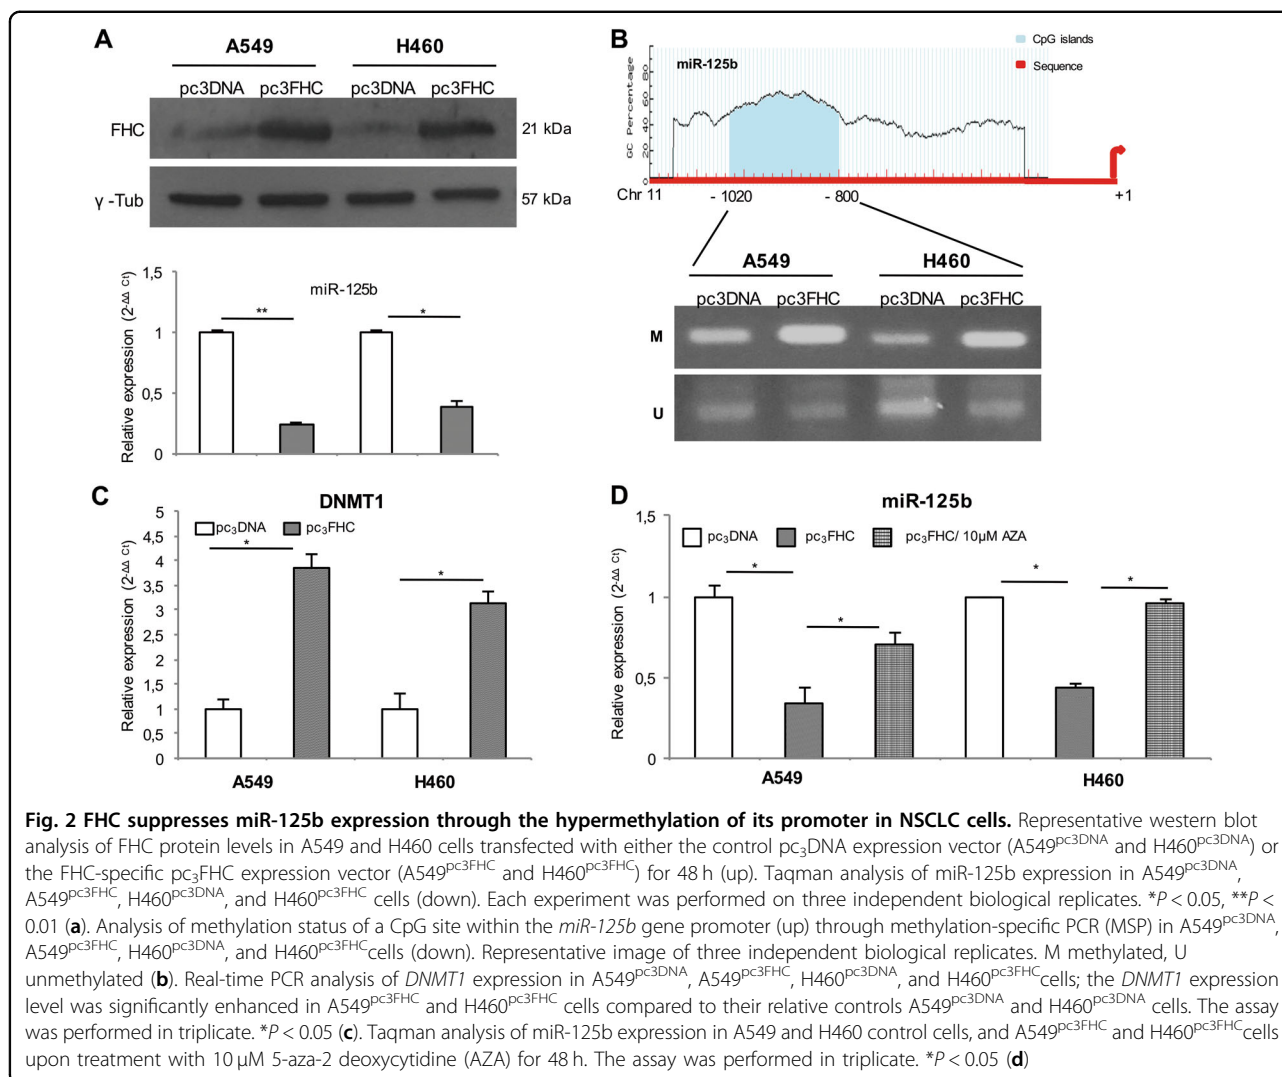 A
A549 H460
pc3DNA pc3FHC pc3DNA pc3FHC
FHC 21 kDa
γ -Tub 57 kDa
miR-125b
Relative expression (2-ΔΔ Ct)
1,5
1
0,5
0
** *
B
miR-125b
CpG islands
Sequence
GC Percentage
0 20 40 60 80
Chr 11 - 1020 - 800 +1
A549 H460
pc3DNA pc3FHC pc3DNA pc3FHC
M
U
C
DNMT1
pc3DNA pc3FHC
Relative expression (2-ΔΔ Ct)
5
4,5
4
3,5
3
2,5
2
1,5
1
0,5
0
* *
A549 H460
D
miR-125b
pc3DNA pc3FHC pc3FHC/ 10µM AZA
Relative expression (2-ΔΔ Ct)
1,5
1
0,5
0
* * * *
A549 H460
Fig. 2 FHC suppresses miR-125b expression through the hypermethylation of its promoter in NSCLC cells. Representative western blot
analysis of FHC protein levels in A549 and H460 cells transfected with either the control pc3DNA expression vector (A549pc3DNA and H460pc3DNA) or
the FHC-specific pc3FHC expression vector (A549pc3FHC and H460pc3FHC) for 48 h (up). Taqman analysis of miR-125b expression in A549pc3DNA,
A549pc3FHC, H460pc3DNA, and H460pc3FHC cells (down). Each experiment was performed on three independent biological replicates. *P < 0.05, **P <
0.01 (a). Analysis of methylation status of a CpG site within the miR-125b gene promoter (up) through methylation-specific PCR (MSP) in A549pc3DNA,
A549pc3FHC, H460pc3DNA, and H460pc3FHCcells (down). Representative image of three independent biological replicates. M methylated, U
unmethylated (b). Real-time PCR analysis of DNMT1 expression in A549pc3DNA, A549pc3FHC, H460pc3DNA, and H460pc3FHCcells; the DNMT1 expression
level was significantly enhanced in A549pc3FHC and H460pc3FHC cells compared to their relative controls A549pc3DNA and H460pc3DNA cells. The assay
was performed in triplicate. *P < 0.05 (c). Taqman analysis of miR-125b expression in A549 and H460 control cells, and A549pc3FHC and H460pc3FHCcells
upon treatment with 10 µM 5-aza-2 deoxycytidine (AZA) for 48 h. The assay was performed in triplicate. *P < 0.05 (d)